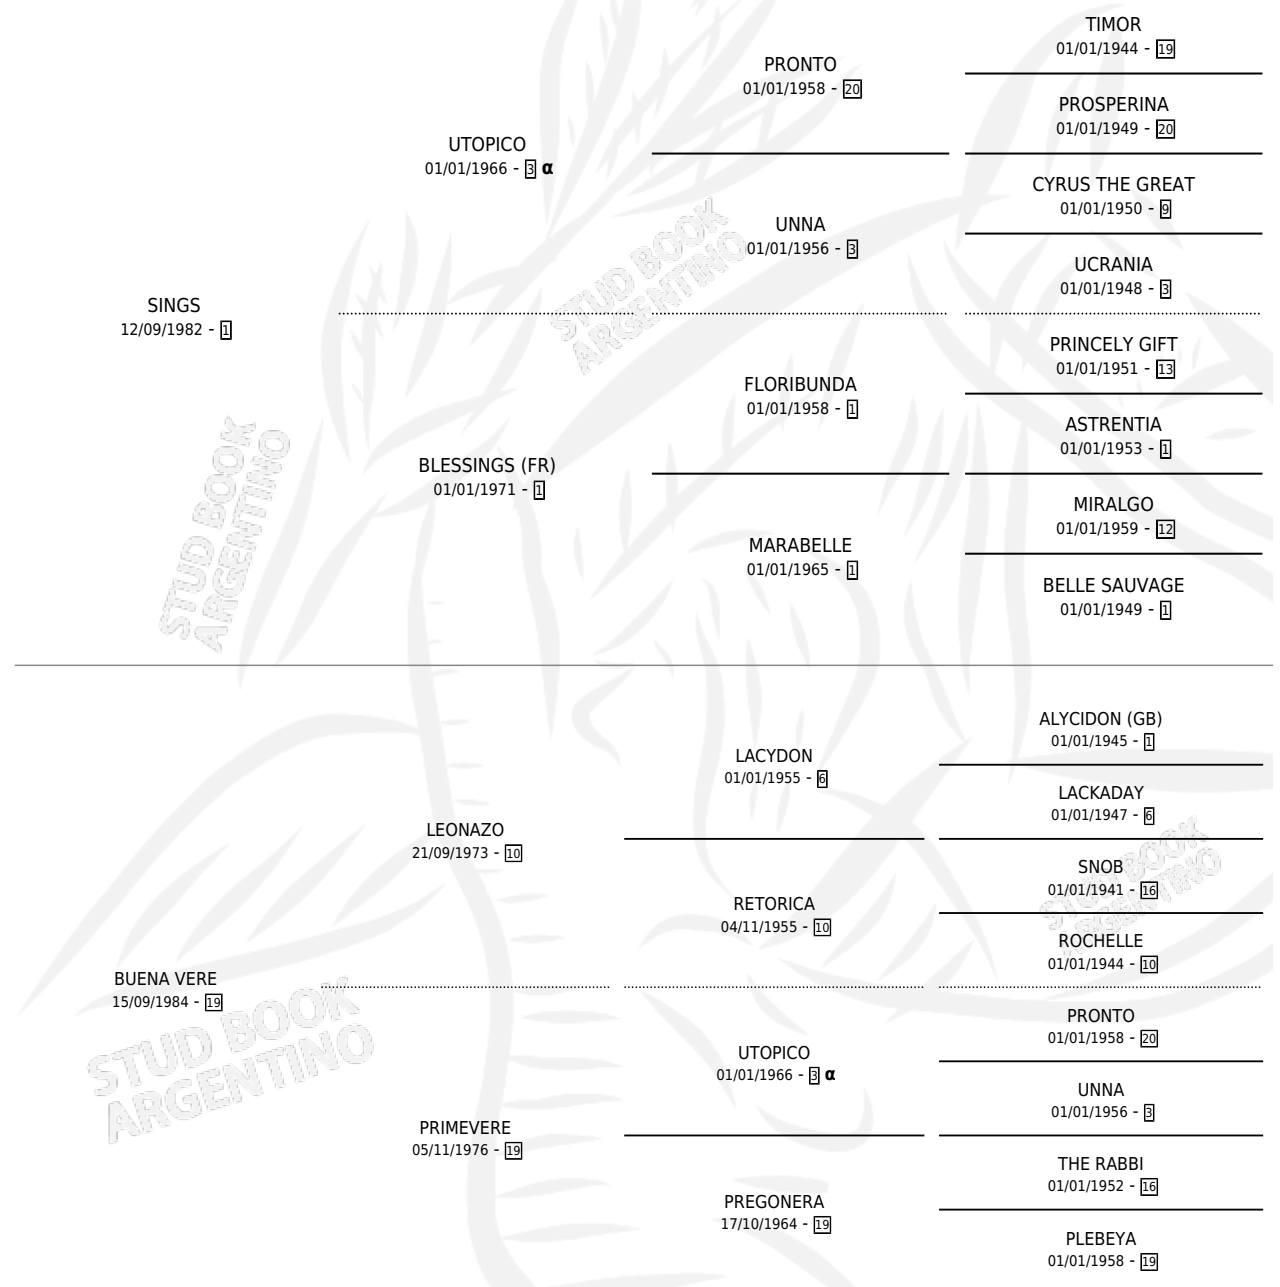 TIMOR
01/01/1944 - 19
PRONTO
01/01/1958 - 20
PROSPERINA
01/01/1949 - 20
UTOPICO
01/01/1966 - 3 α
CYRUS THE GREAT
01/01/1950 - 9
UNNA
01/01/1956 - 3
UCRANIA
01/01/1948 - 3
SINGS
12/09/1982 - 1
PRINCELY GIFT
01/01/1951 - 13
FLORIBUNDA
01/01/1958 - 1
ASTRENTIA
01/01/1953 - 1
BLESSINGS (FR)
01/01/1971 - 1
MIRALGO
01/01/1959 - 12
MARABELLE
01/01/1965 - 1
BELLE SAUVAGE
01/01/1949 - 1
STUD BOOK
ARGENTINO
STUD BOOK
ARGENTINO
ALYCIDON (GB)
01/01/1945 - 1
LACYDON
01/01/1955 - 6
LACKADAY
01/01/1947 - 6
LEONAZO
21/09/1973 - 10
SNOB
01/01/1941 - 16
RETORICA
04/11/1955 - 10
ROCHELLE
01/01/1944 - 10
BUENA VERE
15/09/1984 - 19
PRONTO
01/01/1958 - 20
UTOPICO
01/01/1966 - 3 α
UNNA
01/01/1956 - 3
PRIMEVERE
05/11/1976 - 19
THE RABBI
01/01/1952 - 16
PREGONERA
17/10/1964 - 19
PLEBEYA
01/01/1958 - 19
STUD BOOK
ARGENTINO
STUD BOOK
ARGENTINO